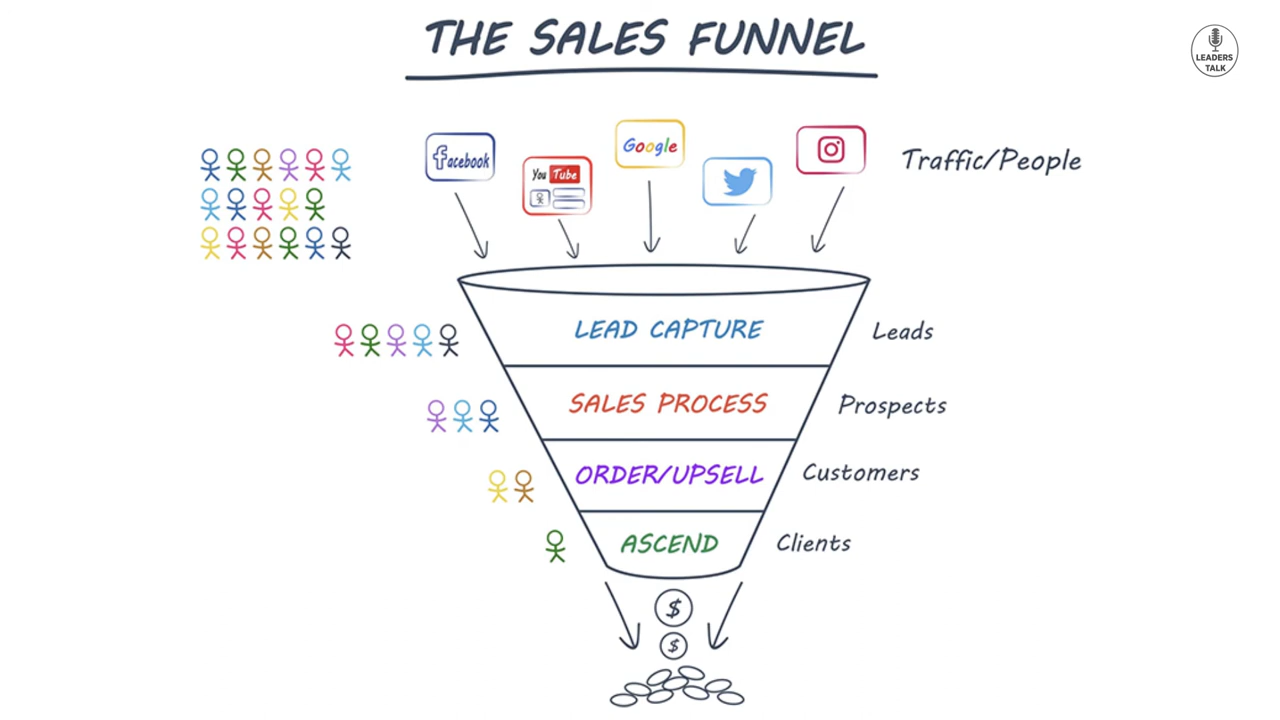 THE SALES FUNNEL
LEADERS
TALK
facebook
You Tube
Google
Traffic/People
LEAD CAPTURE
Leads
SALES PROCESS
Prospects
ORDER/UPSELL
Customers
ASCEND
Clients
$
$